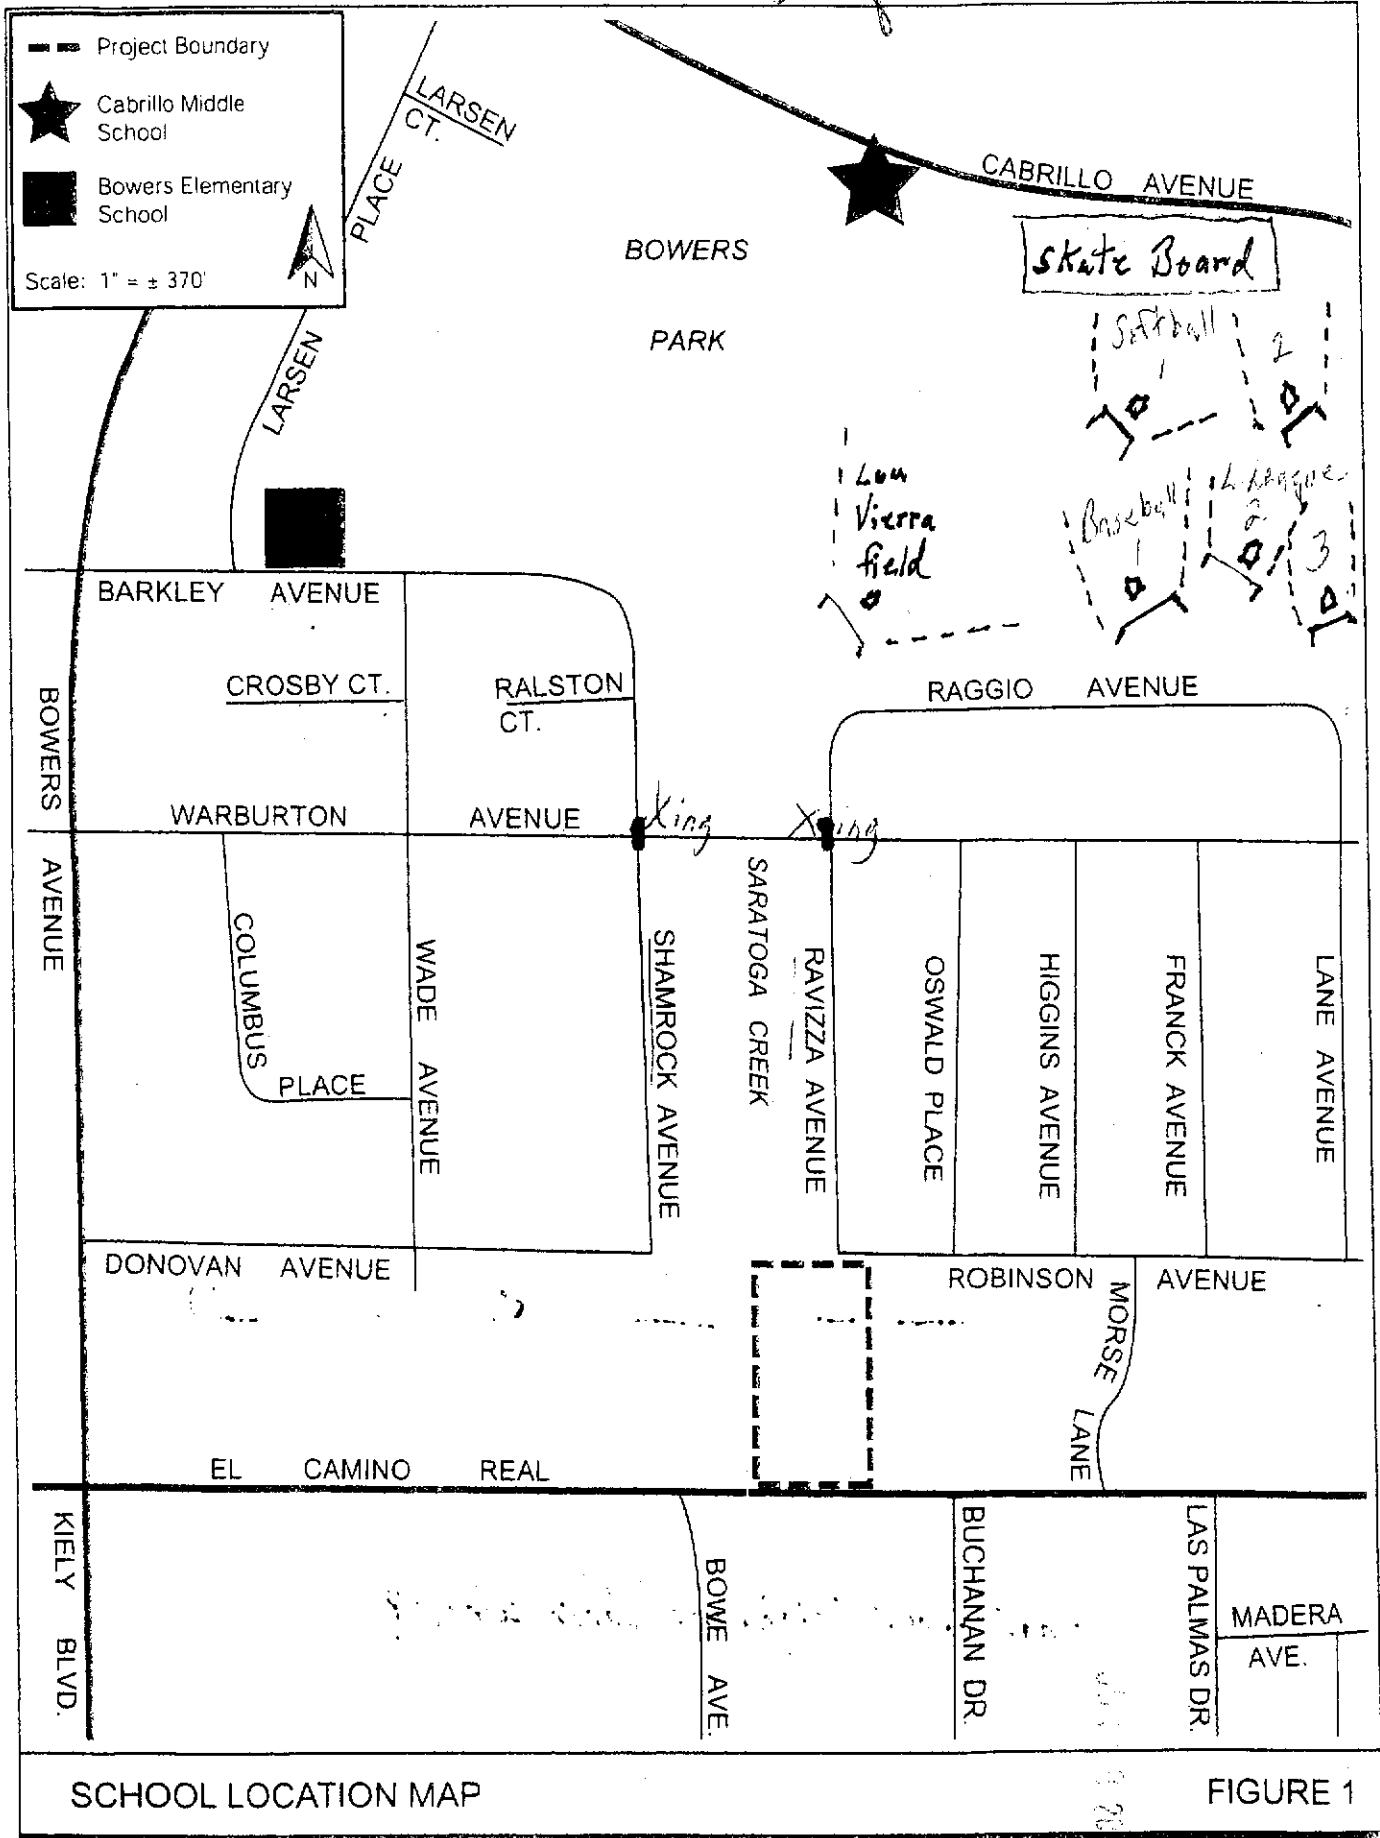 Project Boundary
Cabrillo Middle
School
Bowers Elementary
School
Scale: 1" = ± 370'
N
LARSEN
CT.
PLACE
LARSEN
CABRILLO AVENUE
BOWERS
PARK
Skate Board
Softball
1
2
Lou
Vierra
field
Baseball
1
L. League
2
3
BARKLEY AVENUE
CROSBY CT.
RALSTON
CT.
RAGGIO AVENUE
BOWERS AVENUE
WARBURTON AVENUE
Xing
Xing
COLUMBUS
PLACE
WADE AVENUE
SHAMROCK AVENUE
SARATOGA CREEK
RAVIZZA AVENUE
OSWALD PLACE
HIGGINS AVENUE
FRANCK AVENUE
LANE AVENUE
DONOVAN AVENUE
ROBINSON AVENUE
MORSE
LANE
EL CAMINO REAL
KIELY BLVD.
BOWE AVE.
BUCHANAN DR.
LAS PALMAS DR.
MADERA
AVE.
SCHOOL LOCATION MAP
FIGURE 1